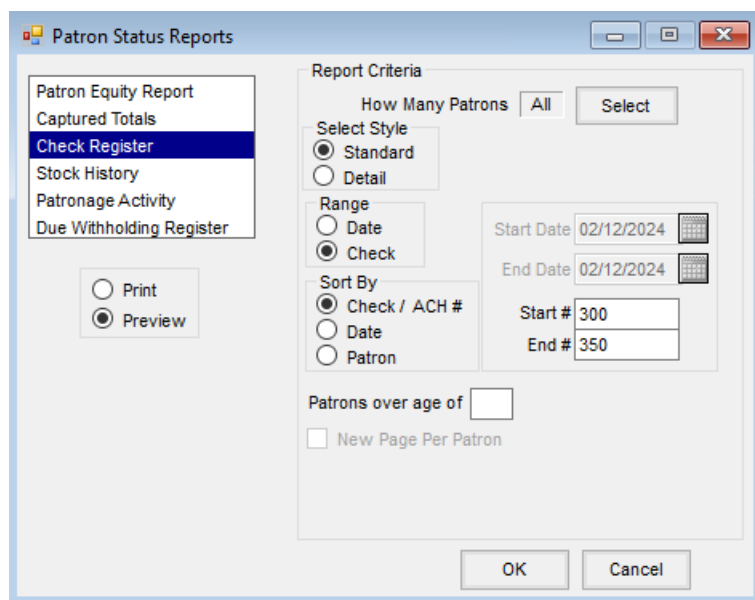 Patron Status Reports
Patron Equity Report
Captured Totals
Check Register
Stock History
Patronage Activity
Due Withholding Register
Print
Preview
Report Criteria
How Many Patrons All Select
Select Style
Standard
Detail
Range
Date
Check
Start Date 02/12/2024
End Date 02/12/2024
Start # 300
End # 350
Sort By
Check / ACH #
Date
Patron
Patrons over age of
New Page Per Patron
OK Cancel